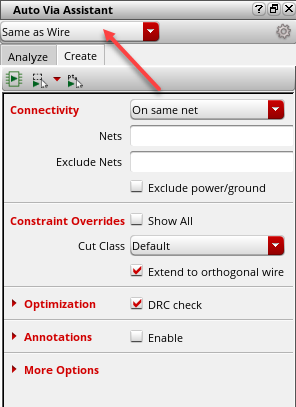 Auto Via Assistant
Same as Wire
Analyze Create
Connectivity On same net
Nets
Exclude Nets
Exclude power/ground
Constraint Overrides Show All
Cut Class Default
Extend to orthogonal wire
Optimization DRC check
Annotations Enable
More Options